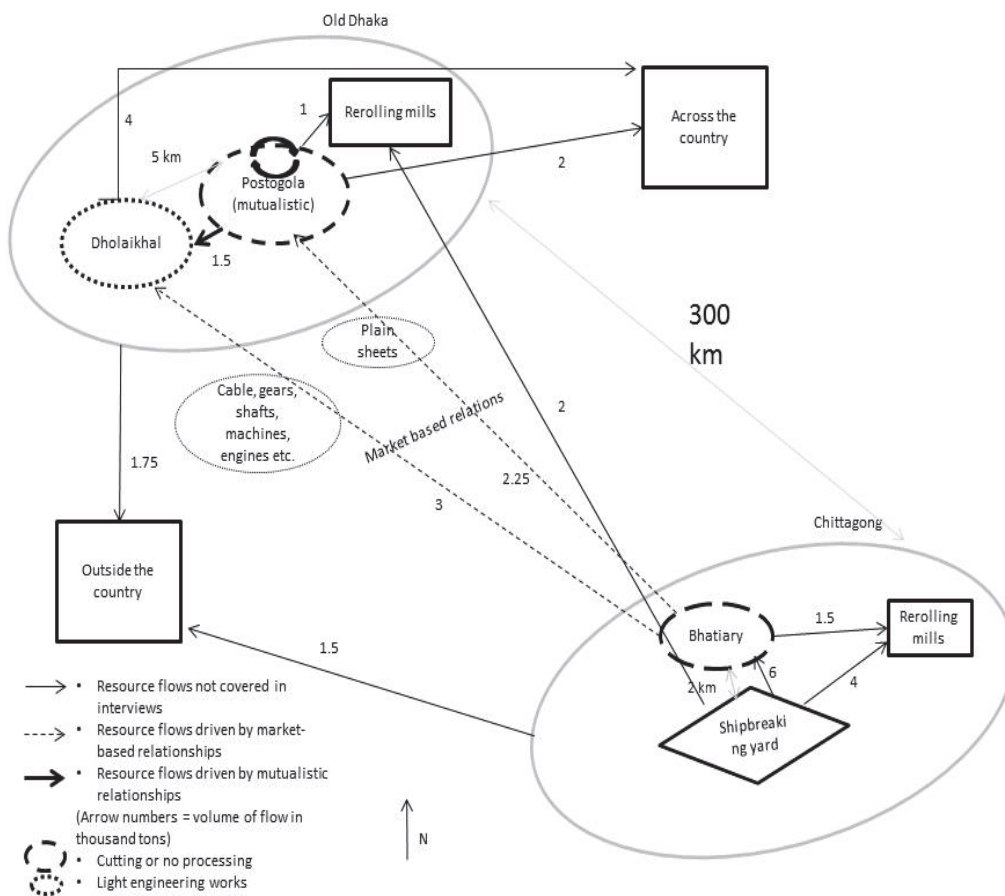 Old Dhaka
4
1
Rerolling mills
Across the
country
5 km
2
Postogola
(mutualistic)
Dholaikhal
1.5
300
km
Plain
sheets
Cable, gears,
shafts,
machines,
engines etc.
Market based relations
2
1.75
2.25
3
Chittagong
Outside the
country
1.5
Bhatiary
1.5
Rerolling
mills
2 km
6
4
Shipbreaki
ng yard
• Resource flows not covered in
interviews
• Resource flows driven by market-
based relationships
• Resource flows driven by mutualistic
relationships
(Arrow numbers = volume of flow in
thousand tons)
• Cutting or no processing
• Light engineering works
N